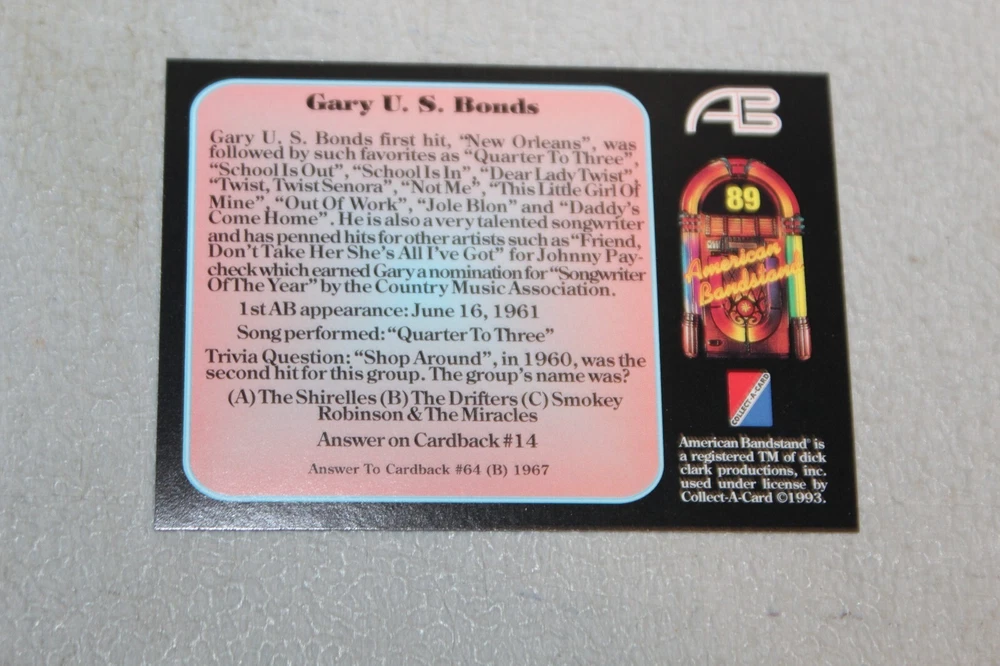 Gary U. S. Bonds
Gary U. S. Bonds first hit, “New Orleans”, was
followed by such favorites as “Quarter To Three”,
“School Is Out”, “School Is In”, “Dear Lady Twist”,
“Twist, Twist Senora”, “Not Me”, “This Little Girl Of
Mine”, “Out Of Work”, “Jole Blon” and “Daddy’s
Come Home”. He is also a very talented songwriter
and has penned hits for other artists such as “Friend,
Don’t Take Her She’s All I’ve Got” for Johnny Pay-
check which earned Gary a nomination for “Songwriter
Of The Year” by the Country Music Association.
1st AB appearance: June 16, 1961
Song performed: “Quarter To Three”
Trivia Question: “Shop Around”, in 1960, was the
second hit for this group. The group’s name was?
(A) The Shirelles (B) The Drifters (C) Smokey
Robinson & The Miracles
Answer on Cardback #14
Answer To Cardback #64 (B) 1967
AB
89
American
Bandstand
COLLECT-A-CARD
American Bandstand® is
a registered TM of dick
clark productions, inc.
used under license by
Collect-A-Card ©1993.